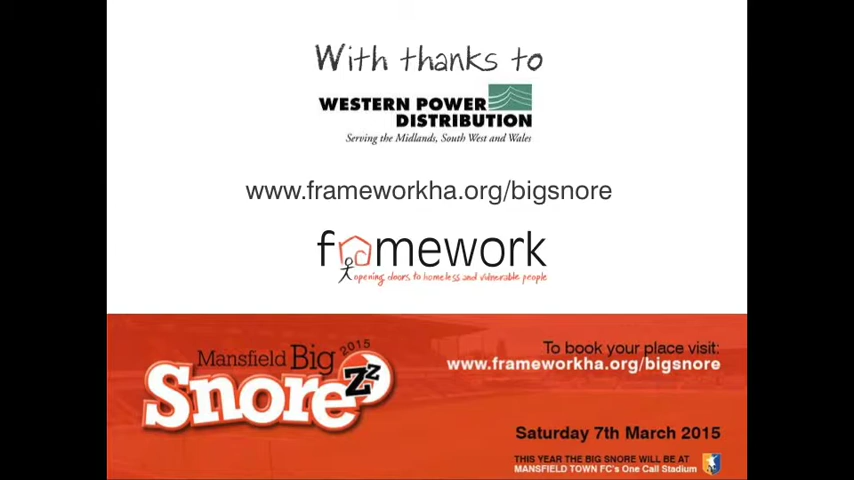 With thanks to
WESTERN POWER
DISTRIBUTION
Serving the Midlands, South West and Wales
www.frameworkha.org/bigsnore
framework
opening doors to homeless and vulnerable people
Mansfield Big 2015
Snore zz
To book your place visit:
www.frameworkha.org/bigsnore
Saturday 7th March 2015
THIS YEAR THE BIG SNORE WILL BE AT
MANSFIELD TOWN FC's One Call Stadium